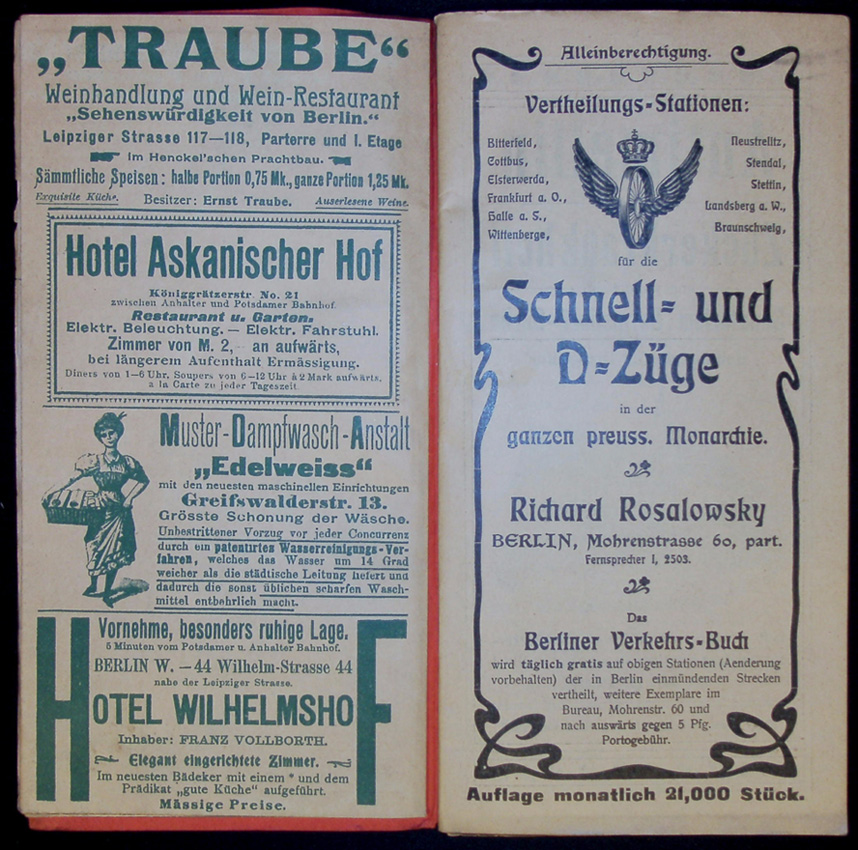 „TRAUBE“
Weinhandlung und Wein-Restaurant
„Sehenswürdigkeit von Berlin.“
Leipziger Strasse 117—118, Parterre und I. Etage
im Henckel'schen Prachtbau.
Sämmtliche Speisen: halbe Portion 0,75 Mk., ganze Portion 1,25 Mk.
Exquisite Küche. Besitzer: Ernst Traube. Auserlesene Weine.
Hotel Askanischer Hof
Königgrätzerstr. No. 21
zwischen Anhalter und Potsdamer Bahnhof.
Restaurant u. Garten.
Elektr. Beleuchtung. — Elektr. Fahrstuhl.
Zimmer von M. 2,— an aufwärts,
bei längerem Aufenthalt Ermässigung.
Diners von 1—6 Uhr, Soupers von 6—12 Uhr à 2 Mark aufwärts.
a la Carte zu jeder Tageszeit.
Muster-Dampfwasch-Anstalt
„Edelweiss“
mit den neuesten maschinellen Einrichtungen
Greifswalderstr. 13.
Grösste Schonung der Wäsche.
Unbestrittener Vorzug vor jeder Concurrenz
durch ein patentirtes Wasserreinigungs-Ver-
fahren, welches das Wasser um 14 Grad
weicher als die städtische Leitung liefert und
dadurch die sonst üblichen scharfen Wasch-
mittel entbehrlich macht.
Vornehme, besonders ruhige Lage.
5 Minuten vom Potsdamer u. Anhalter Bahnhof.
BERLIN W. — 44 Wilhelm-Strasse 44
nahe der Leipziger Strasse.
HOTEL WILHELMSHOF
Inhaber: FRANZ VOLLBORTH.
Elegant eingerichtete Zimmer.
Im neuesten Bädeker mit einem * und dem
Prädikat „gute Küche“ aufgeführt.
Mässige Preise.
Alleinberechtigung.
Vertheilungs-Stationen:
Bitterfeld,
Cottbus,
Elsterwerda,
Frankfurt a. O.,
Halle a. S.,
Wittenberge,
Neustrelitz,
Stendal,
Stettin,
Landsberg a. W.,
Braunschweig,
für die
Schnell- und
D-Züge
in der
ganzen preuss. Monarchie.
Richard Rosalowsky
BERLIN, Mohrenstrasse 60, part.
Fernsprecher I, 2503.
Das
Berliner Verkehrs-Buch
wird täglich gratis auf obigen Stationen (Aenderung
vorbehalten) der in Berlin einmündenden Strecken
vertheilt, weitere Exemplare im
Bureau, Mohrenstr. 60 und
nach auswärts gegen 5 Pfg.
Portogebühr.
Auflage monatlich 21,000 Stück.